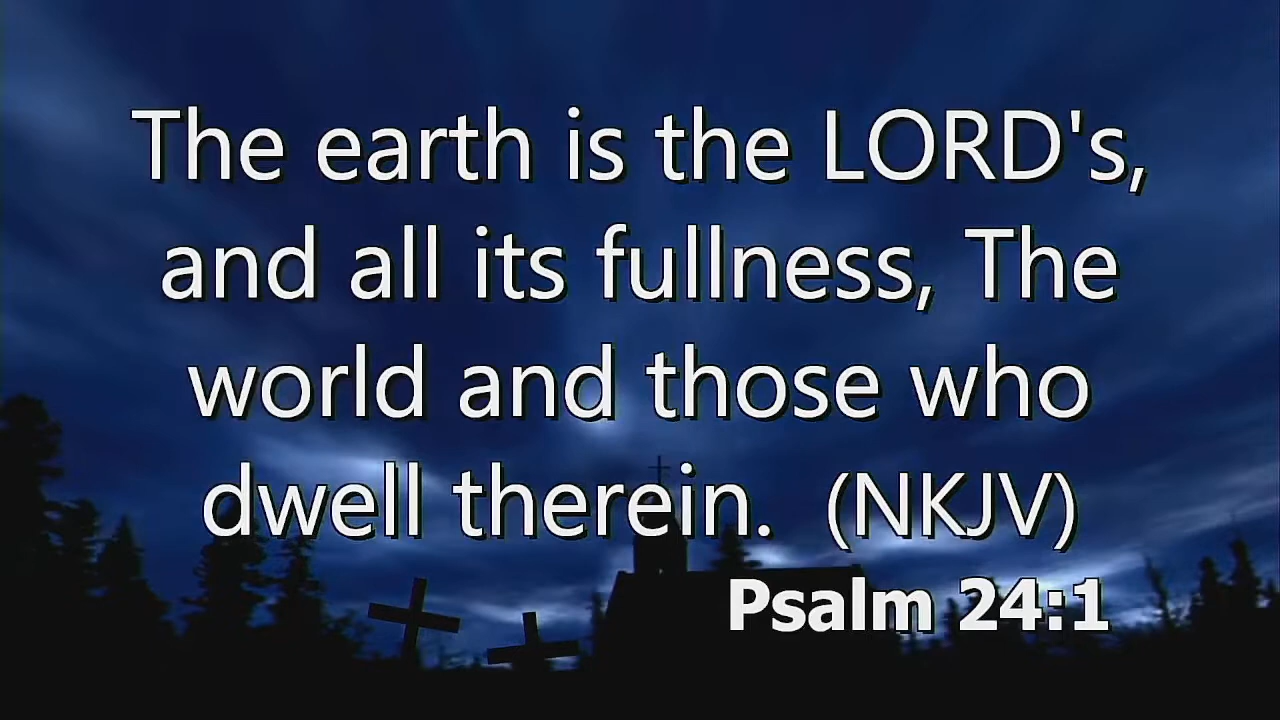 The earth is the LORD's,
and all its fullness, The
world and those who
dwell therein.  (NKJV)
Psalm 24:1